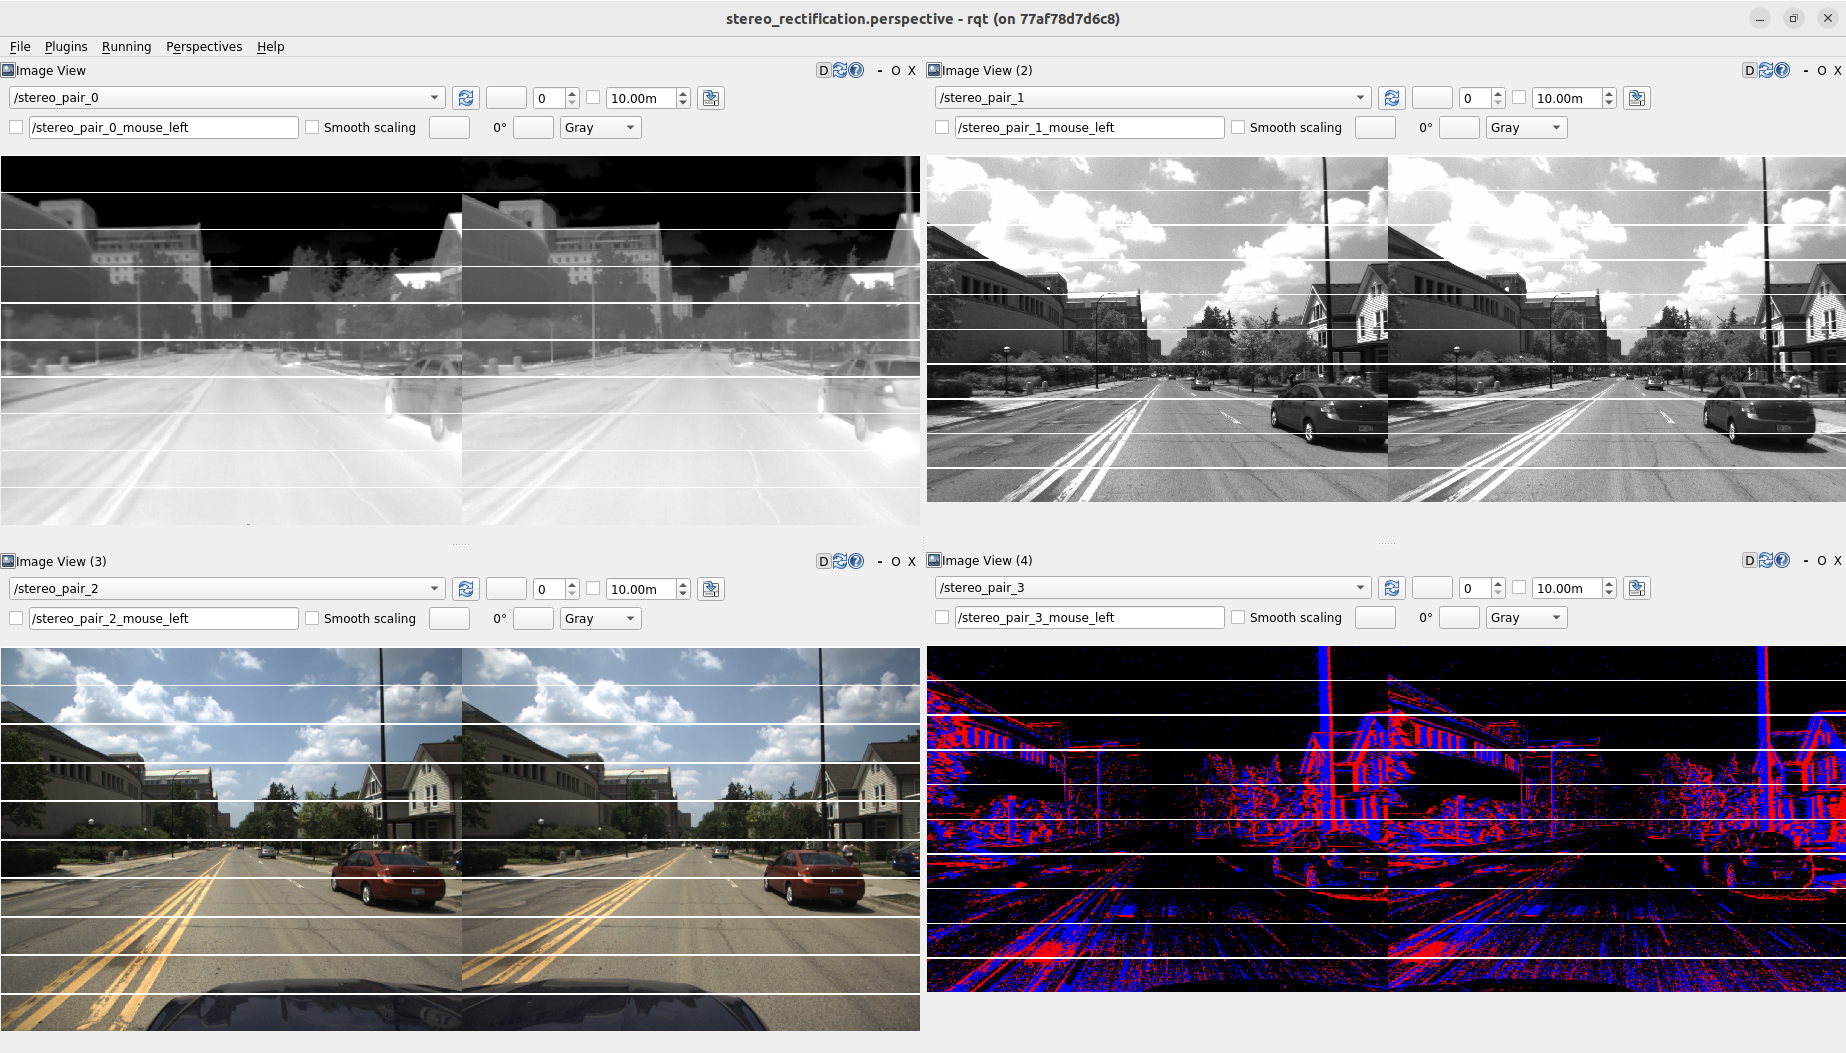 stereo_rectification.perspective - rqt (on 77af78d7d6c8)
File Plugins Running Perspectives Help
Image View D - O X
/stereo_pair_0 0 10.00m
/stereo_pair_0_mouse_left Smooth scaling 0° Gray
Image View (2) D - O X
/stereo_pair_1 0 10.00m
/stereo_pair_1_mouse_left Smooth scaling 0° Gray
Image View (3) D - O X
/stereo_pair_2 0 10.00m
/stereo_pair_2_mouse_left Smooth scaling 0° Gray
Image View (4) D - O X
/stereo_pair_3 0 10.00m
/stereo_pair_3_mouse_left Smooth scaling 0° Gray